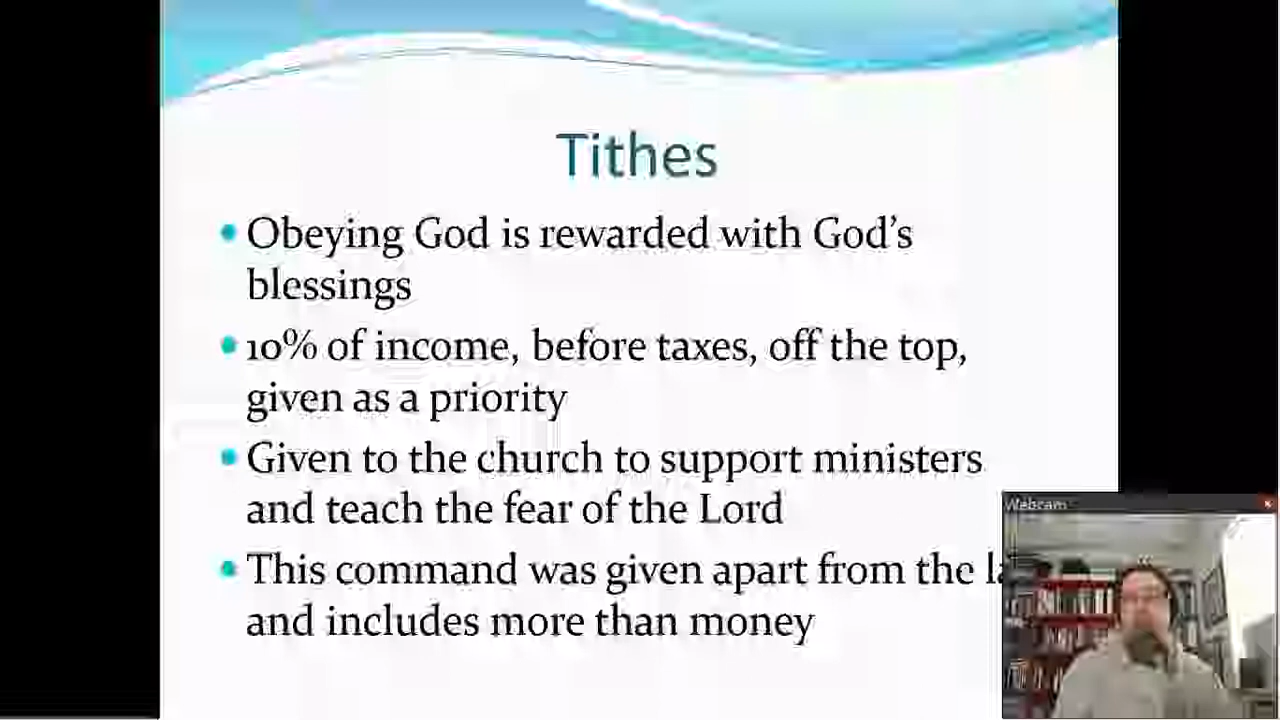 Tithes
• Obeying God is rewarded with God's
blessings
• 10% of income, before taxes, off the top,
given as a priority
• Given to the church to support ministers
and teach the fear of the Lord
• This command was given apart from the
and includes more than money
Webcam